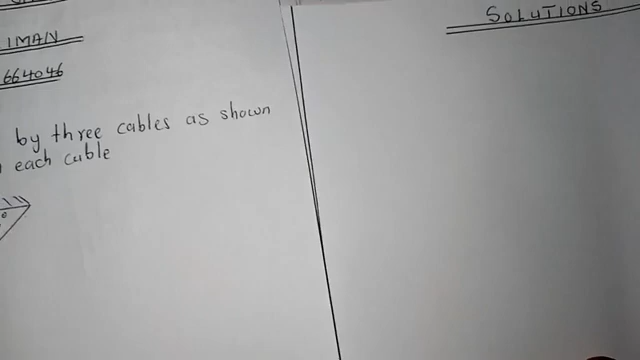 IMAN
664046
by three cables as shown
each cable
SOLUTIONS